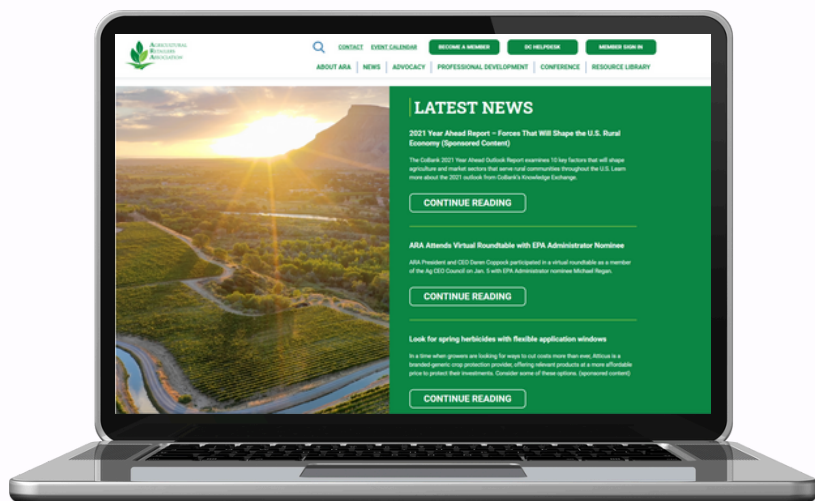 AGRICULTURAL
RETAILERS
ASSOCIATION
CONTACT EVENT CALENDAR BECOME A MEMBER DC HELPDESK MEMBER SIGN IN
ABOUT ARA NEWS ADVOCACY PROFESSIONAL DEVELOPMENT CONFERENCE RESOURCE LIBRARY
LATEST NEWS
2021 Year Ahead Report – Forces That Will Shape the U.S. Rural
Economy (Sponsored Content)
The CoBank 2021 Year Ahead Outlook Report examines 10 key factors that will shape
agriculture and market sectors that serve rural communities throughout the U.S. Learn
more about the 2021 outlook from CoBank's Knowledge Exchange.
CONTINUE READING
ARA Attends Virtual Roundtable with EPA Administrator Nominee
ARA President and CEO Daren Coppock participated in a virtual roundtable as a member
of the Ag CEO Council on Jan. 5 with EPA Administrator nominee Michael Regan.
CONTINUE READING
Look for spring herbicides with flexible application windows
In a time when growers are looking for ways to cut costs more than ever, Atticus is a
branded-generic crop protection provider, offering relevant products at a more affordable
price to protect their investments. Consider some of these options. (sponsored content)
CONTINUE READING